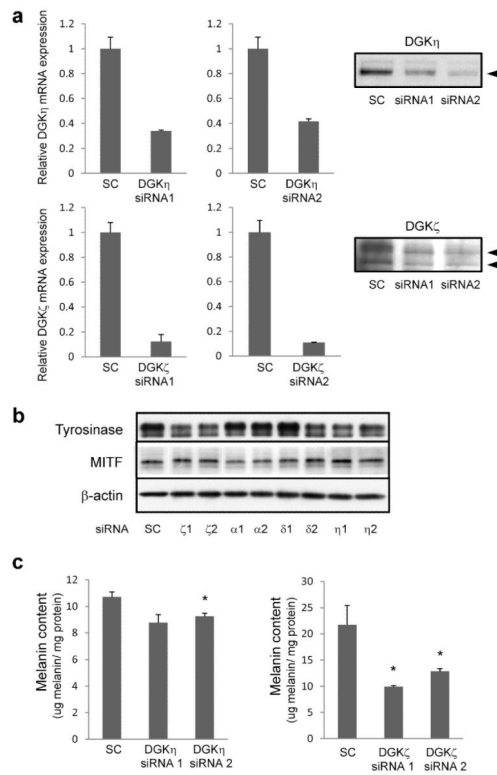 a
Relative DGKη mRNA expression
1.2
1
0.8
0.6
0.4
0.2
0
SC
DGKη
siRNA1
1.2
1
0.8
0.6
0.4
0.2
0
SC
DGKη
siRNA2
DGKη
SC siRNA1 siRNA2
Relative DGKζ mRNA expression
1.2
1
0.8
0.6
0.4
0.2
0
SC
DGKζ
siRNA1
1.2
1
0.8
0.6
0.4
0.2
0
SC
DGKζ
siRNA2
DGKζ
SC siRNA1 siRNA2
b
Tyrosinase
MITF
β-actin
siRNA SC ζ1 ζ2 α1 α2 δ1 δ2 η1 η2
c
Melanin content
(ug melanin/ mg protein)
12
10
8
6
4
2
0
*
SC
DGKη
siRNA 1
DGKη
siRNA 2
Melanin content
(ug melanin/ mg protein)
30
25
20
15
10
5
0
*
*
SC
DGKζ
siRNA 1
DGKζ
siRNA 2